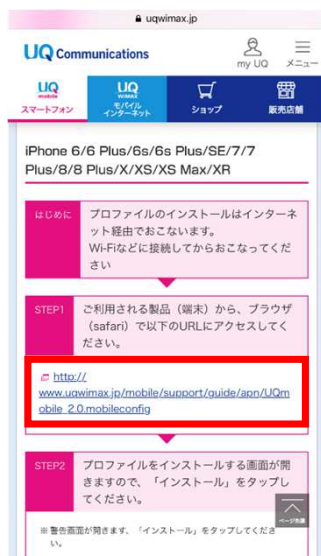 uqwimax.jp
UQ Communications
my UQ
メニュー
UQ mobile
スマートフォン
UQ WiMAX
モバイル
インターネット
ショップ
販売店舗
iPhone 6/6 Plus/6s/6s Plus/SE/7/7
Plus/8/8 Plus/X/XS/XS Max/XR
はじめに
プロファイルのインストールはインターネ
ット経由でおこないます。
Wi-Fiなどに接続してからおこなってくだ
さい
STEP1
ご利用される製品（端末）から、ブラウザ
（safari）で以下のURLにアクセスしてく
ださい。
http://
www.uqwimax.jp/mobile/support/guide/apn/UQm
obile_2.0.mobileconfig
STEP2
プロファイルをインストールする画面が開
きますので、「インストール」をタップし
てください。
※ 警告画面が開きます、「インストール」をタップしてくださ
い。
ページ先頭